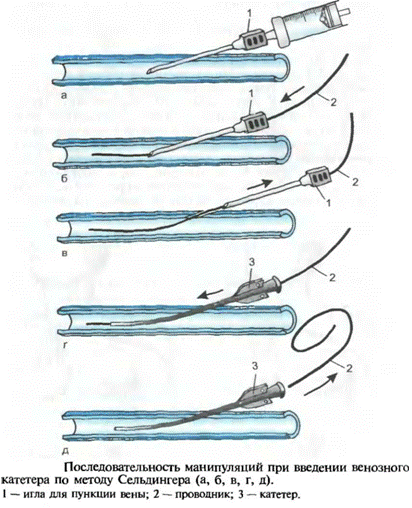 1
2
а
1
2
б
1
2
в
3
2
г
3
2
д
Последовательность манипуляций при введении венозного
катетера по методу Сельдингера (а, б, в, г, д).
1 — игла для пункции вены; 2 — проводник; 3 — катетер.